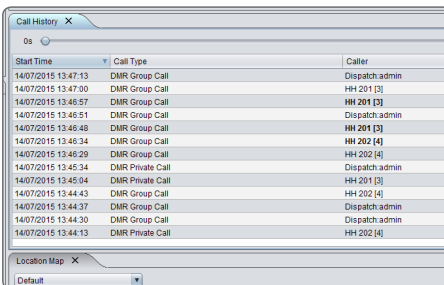 Call History X
0s
Start Time Call Type Caller
14/07/2015 13:47:13 DMR Group Call Dispatch:admin
14/07/2015 13:47:00 DMR Group Call HH 201 [3]
14/07/2015 13:46:57 DMR Group Call HH 201 [3]
14/07/2015 13:46:51 DMR Group Call Dispatch:admin
14/07/2015 13:46:48 DMR Group Call HH 201 [3]
14/07/2015 13:46:34 DMR Group Call HH 202 [4]
14/07/2015 13:46:29 DMR Group Call HH 202 [4]
14/07/2015 13:45:34 DMR Private Call Dispatch:admin
14/07/2015 13:45:04 DMR Private Call HH 201 [3]
14/07/2015 13:44:43 DMR Group Call HH 202 [4]
14/07/2015 13:44:37 DMR Group Call Dispatch:admin
14/07/2015 13:44:30 DMR Group Call Dispatch:admin
14/07/2015 13:44:13 DMR Private Call HH 202 [4]
Location Map X
Default